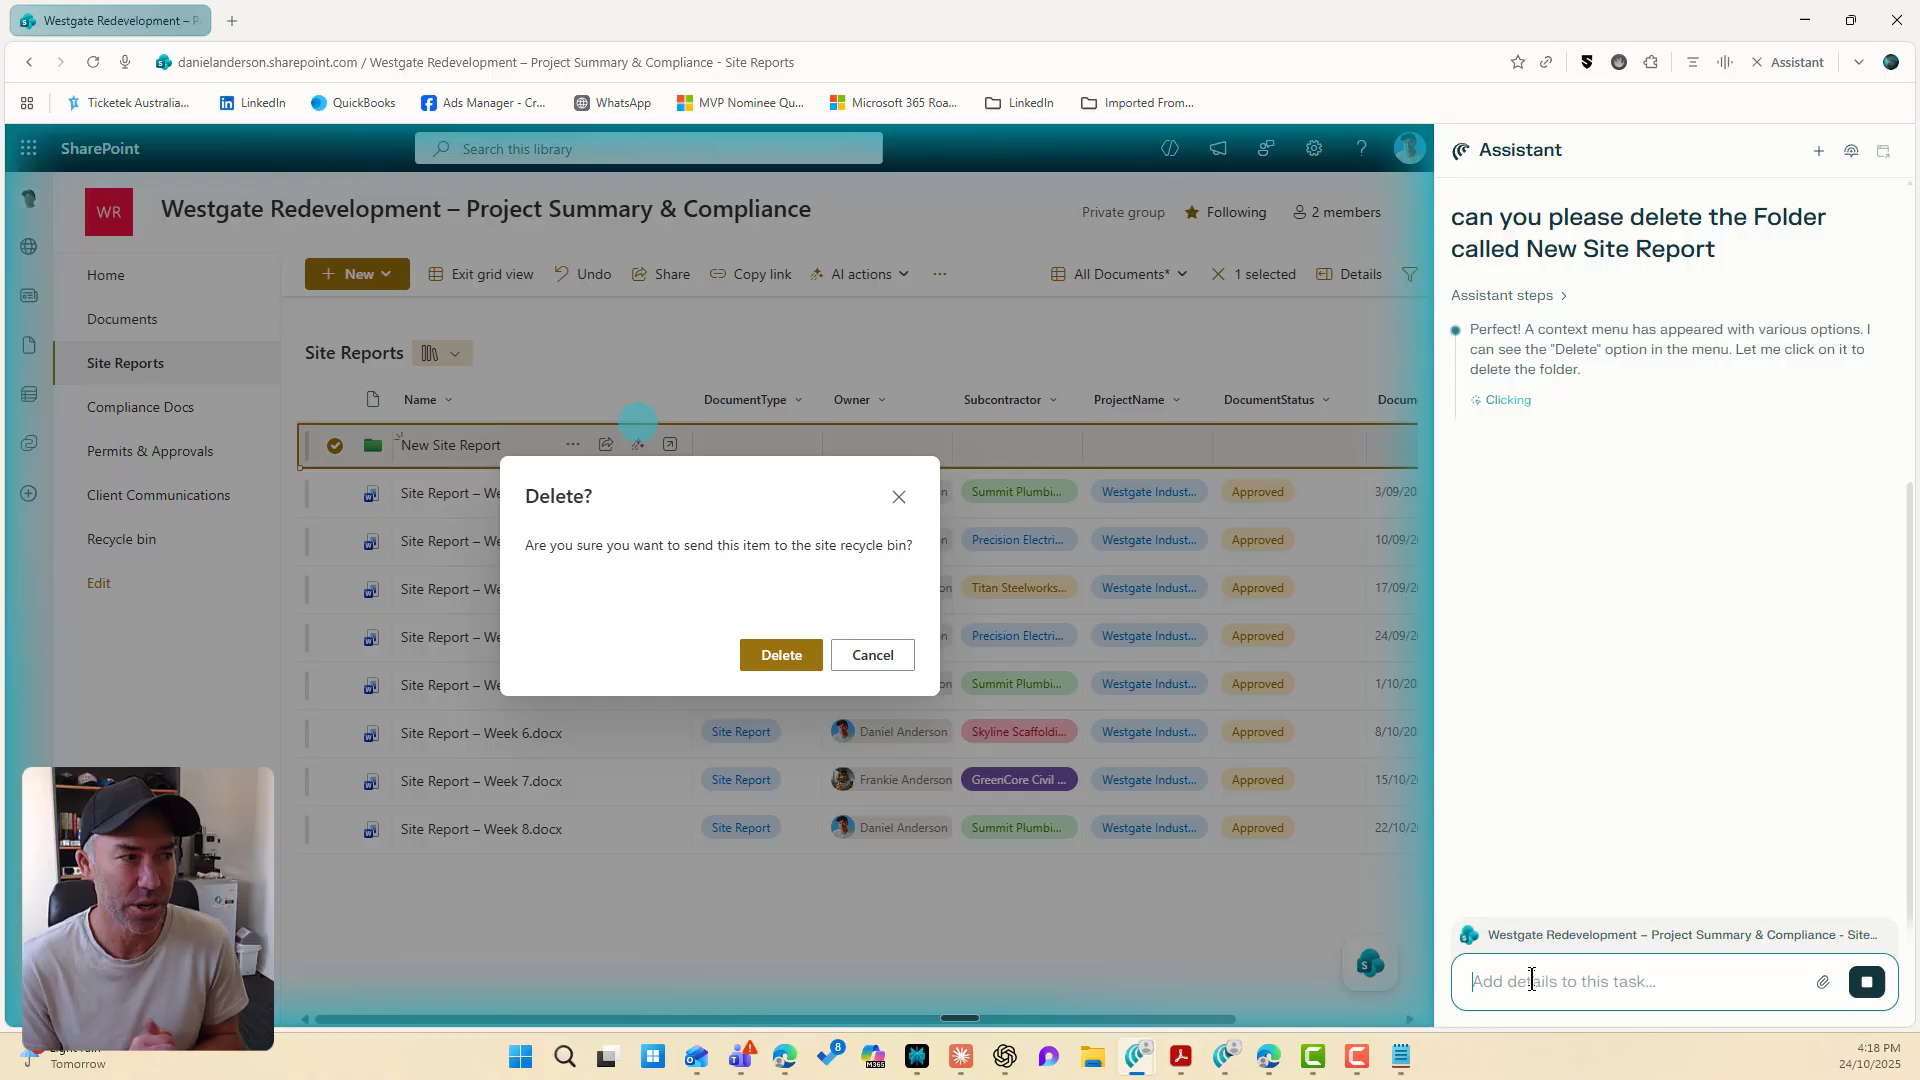 Westgate Redevelopment – P
danielanderson.sharepoint.com / Westgate Redevelopment – Project Summary & Compliance - Site Reports
Assistant
Ticketek Australia...
LinkedIn
QuickBooks
Ads Manager - Cr...
WhatsApp
MVP Nominee Qu...
Microsoft 365 Roa...
LinkedIn
Imported From...
SharePoint
Search this library
?
WR
Westgate Redevelopment – Project Summary & Compliance
Private group
Following
2 members
Home
Documents
Site Reports
Compliance Docs
Permits & Approvals
Client Communications
Recycle bin
Edit
New
Exit grid view
Undo
Share
Copy link
AI actions
...
All Documents*
1 selected
Details
Site Reports
Name
DocumentType
Owner
Subcontractor
ProjectName
DocumentStatus
Docum
New Site Report
Site Report – We
Summit Plumbi...
Westgate Indust...
Approved
3/09/20
Site Report – We
Precision Electri...
Westgate Indust...
Approved
10/09/2
Site Report – We
Titan Steelworks...
Westgate Indust...
Approved
17/09/2
Site Report – We
Precision Electri...
Westgate Indust...
Approved
24/09/2
Site Report – We
Summit Plumbi...
Westgate Indust...
Approved
1/10/20
Site Report – Week 6.docx
Site Report
Daniel Anderson
Skyline Scaffoldi...
Westgate Indust...
Approved
8/10/20
Site Report – Week 7.docx
Site Report
Frankie Anderson
GreenCore Civil ...
Westgate Indust...
Approved
15/10/2
Site Report – Week 8.docx
Site Report
Daniel Anderson
Summit Plumbi...
Westgate Indust...
Approved
22/10/2
Delete?
Are you sure you want to send this item to the site recycle bin?
Delete
Cancel
Assistant
can you please delete the Folder
called New Site Report
Assistant steps
Perfect! A context menu has appeared with various options. I
can see the "Delete" option in the menu. Let me click on it to
delete the folder.
Clicking
Westgate Redevelopment – Project Summary & Compliance - Site...
Add details to this task...
Tomorrow
8
M365
4:18 PM
24/10/2025